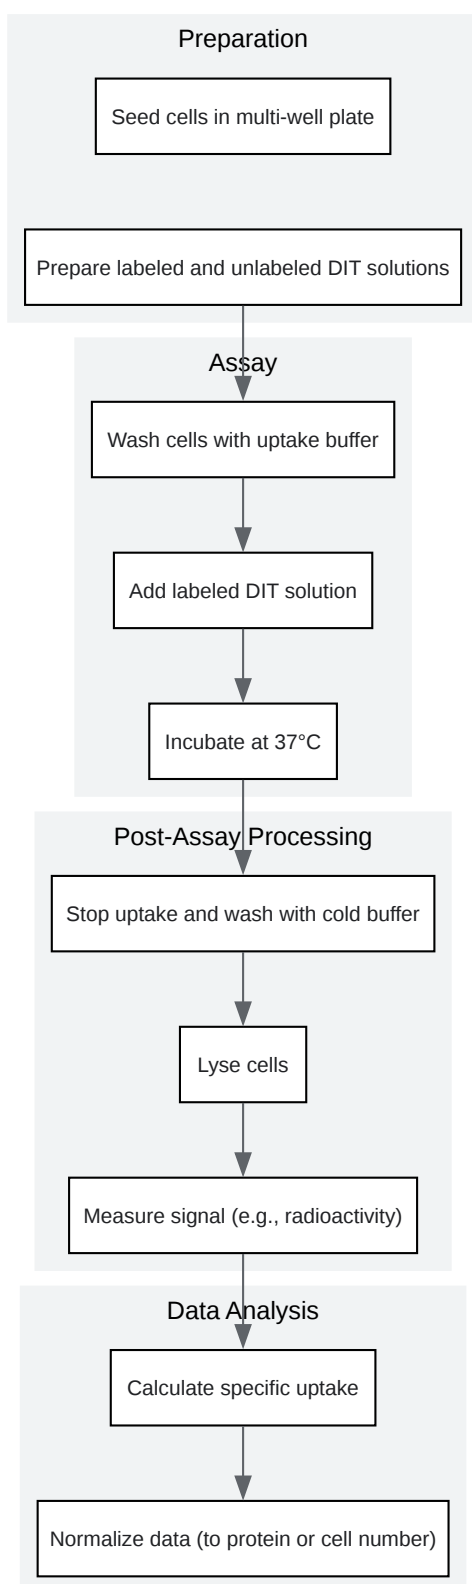 Preparation
Seed cells in multi-well plate
Prepare labeled and unlabeled DIT solutions
Assay
Wash cells with uptake buffer
Add labeled DIT solution
Incubate at 37°C
Post-Assay Processing
Stop uptake and wash with cold buffer
Lyse cells
Measure signal (e.g., radioactivity)
Data Analysis
Calculate specific uptake
Normalize data (to protein or cell number)